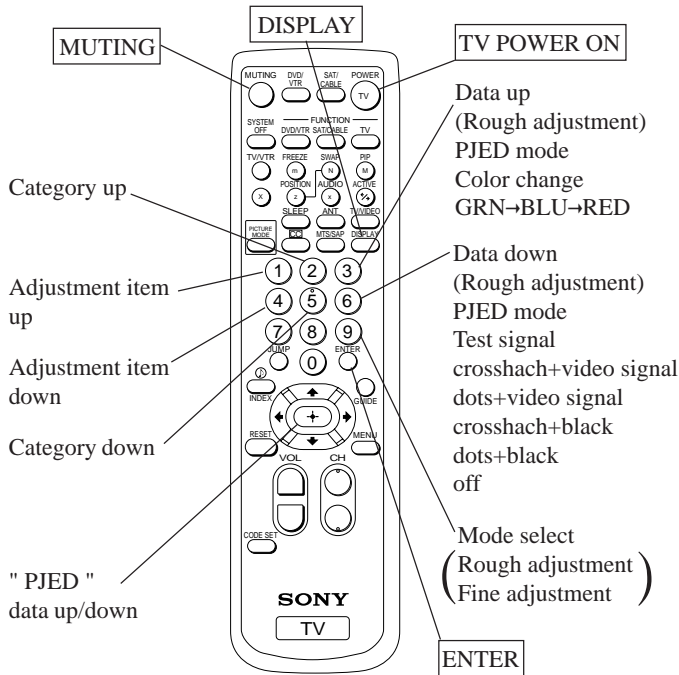 MUTING
DISPLAY
TV POWER ON
MUTING
DVD/
VTR
SAT/
CABLE
POWER
TV
SYSTEM
OFF
FUNCTION
DVD/VTR
SAT/CABLE
TV
TV/VTR
FREEZE
SWAP
PIP
m
N
M
POSITION
AUDIO
ACTIVE
X
z
x
SLEEP
ANT
TV/VIDEO
PICTURE
MODE
CC
MTS/SAP
DISPLAY
1
2
3
4
5
6
7
8
9
JUMP
0
ENTER
INDEX
GUIDE
RESET
MENU
VOL
CH
CODE SET
SONY
TV
Category up
Adjustment item
up
Adjustment item
down
Category down
" PJED "
data up/down
Data up
(Rough adjustment)
PJED mode
Color change
GRN→BLU→RED
Data down
(Rough adjustment)
PJED mode
Test signal
crosshach+video signal
dots+video signal
crosshach+black
dots+black
off
Mode select
(Rough adjustment
Fine adjustment)
ENTER